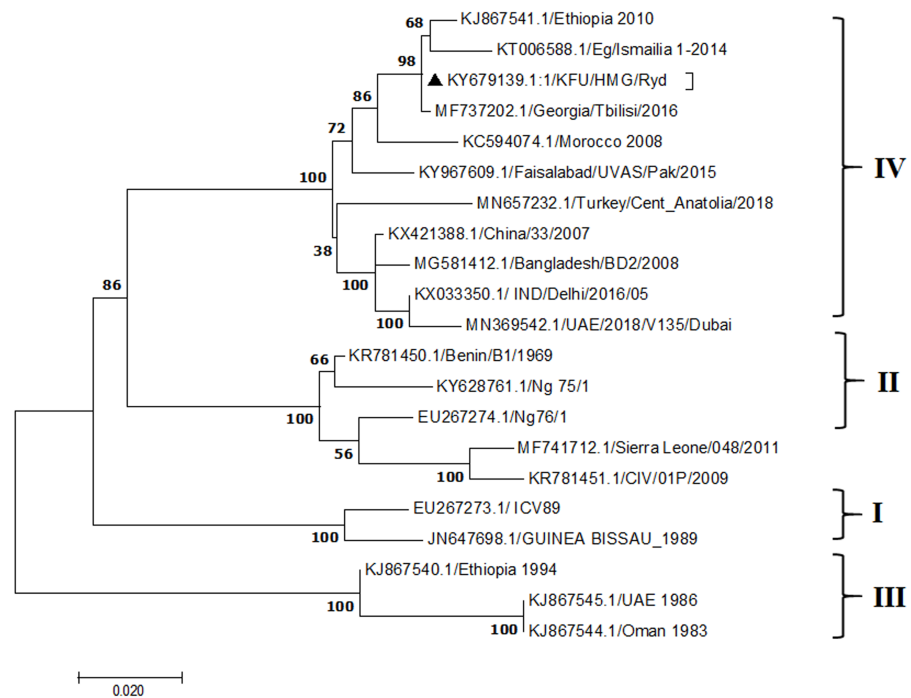 KJ867541.1/Ethiopia 2010
68
KT006588.1/Eg/Ismailia 1-2014
98
KY679139.1:1/KFU/HMG/Ryd
86
MF737202.1/Georgia/Tbilisi/2016
72
KC594074.1/Morocco 2008
IV
100
KY967609.1/Faisalabad/UVAS/Pak/2015
MN657232.1/Turkey/Cent_Anatolia/2018
KX421388.1/China/33/2007
38
MG581412.1/Bangladesh/BD2/2008
86
100
KX033350.1/ IND/Delhi/2016/05
100
MN369542.1/UAE/2018/V135/Dubai
66
KR781450.1/Benin/B1/1969
II
KY628761.1/Ng 75/1
100
EU267274.1/Ng76/1
56
MF741712.1/Sierra Leone/048/2011
100
KR781451.1/CIV/01P/2009
EU267273.1/ ICV89
I
100
JN647698.1/GUINEA BISSAU_1989
KJ867540.1/Ethiopia 1994
100
KJ867545.1/UAE 1986
III
100
KJ867544.1/Oman 1983
0.020